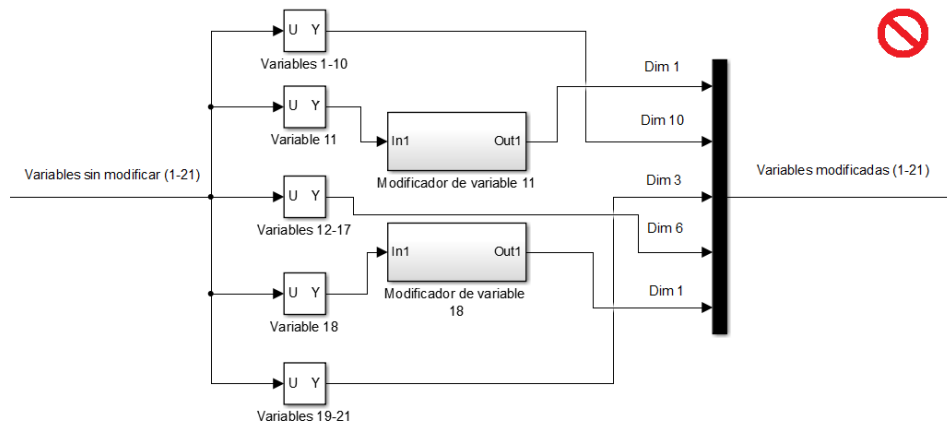 U Y
Variables 1-10
Dim 1
U Y
Variable 11
In1 Out1
Modificador de variable 11
Dim 10
Variables sin modificar (1-21)
U Y
Variables 12-17
Dim 3
Variables modificadas (1-21)
In1 Out1
Modificador de variable
18
Dim 6
U Y
Variable 18
Dim 1
U Y
Variables 19-21